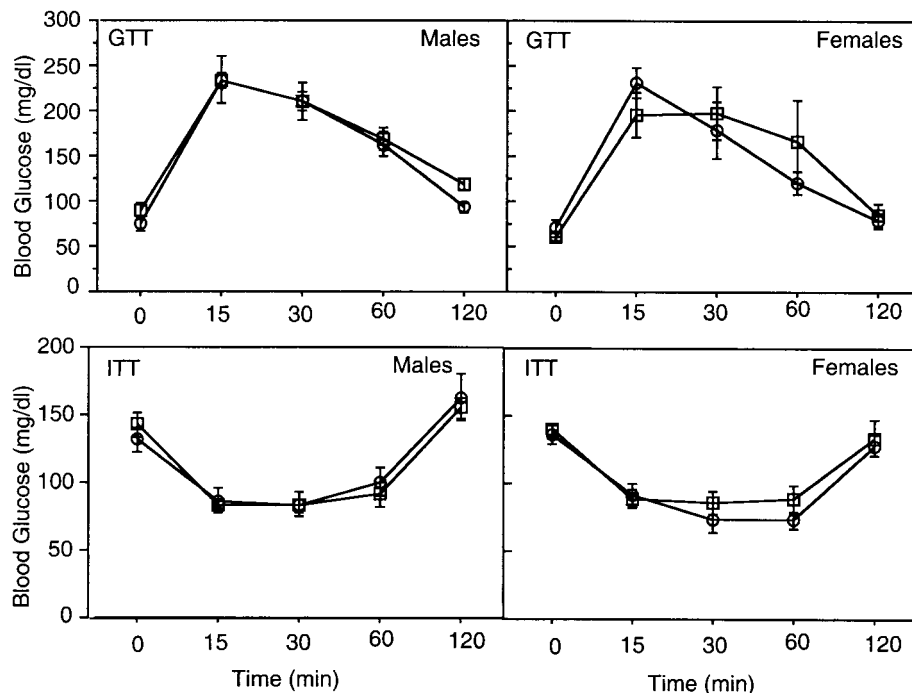 GTT Males
GTT Females
Blood Glucose (mg/dl)
300
250
200
150
100
50
0
0 15 30 60 120
0 15 30 60 120
ITT Males
ITT Females
Blood Glucose (mg/dl)
200
150
100
50
0
0 15 30 60 120
0 15 30 60 120
Time (min)
Time (min)